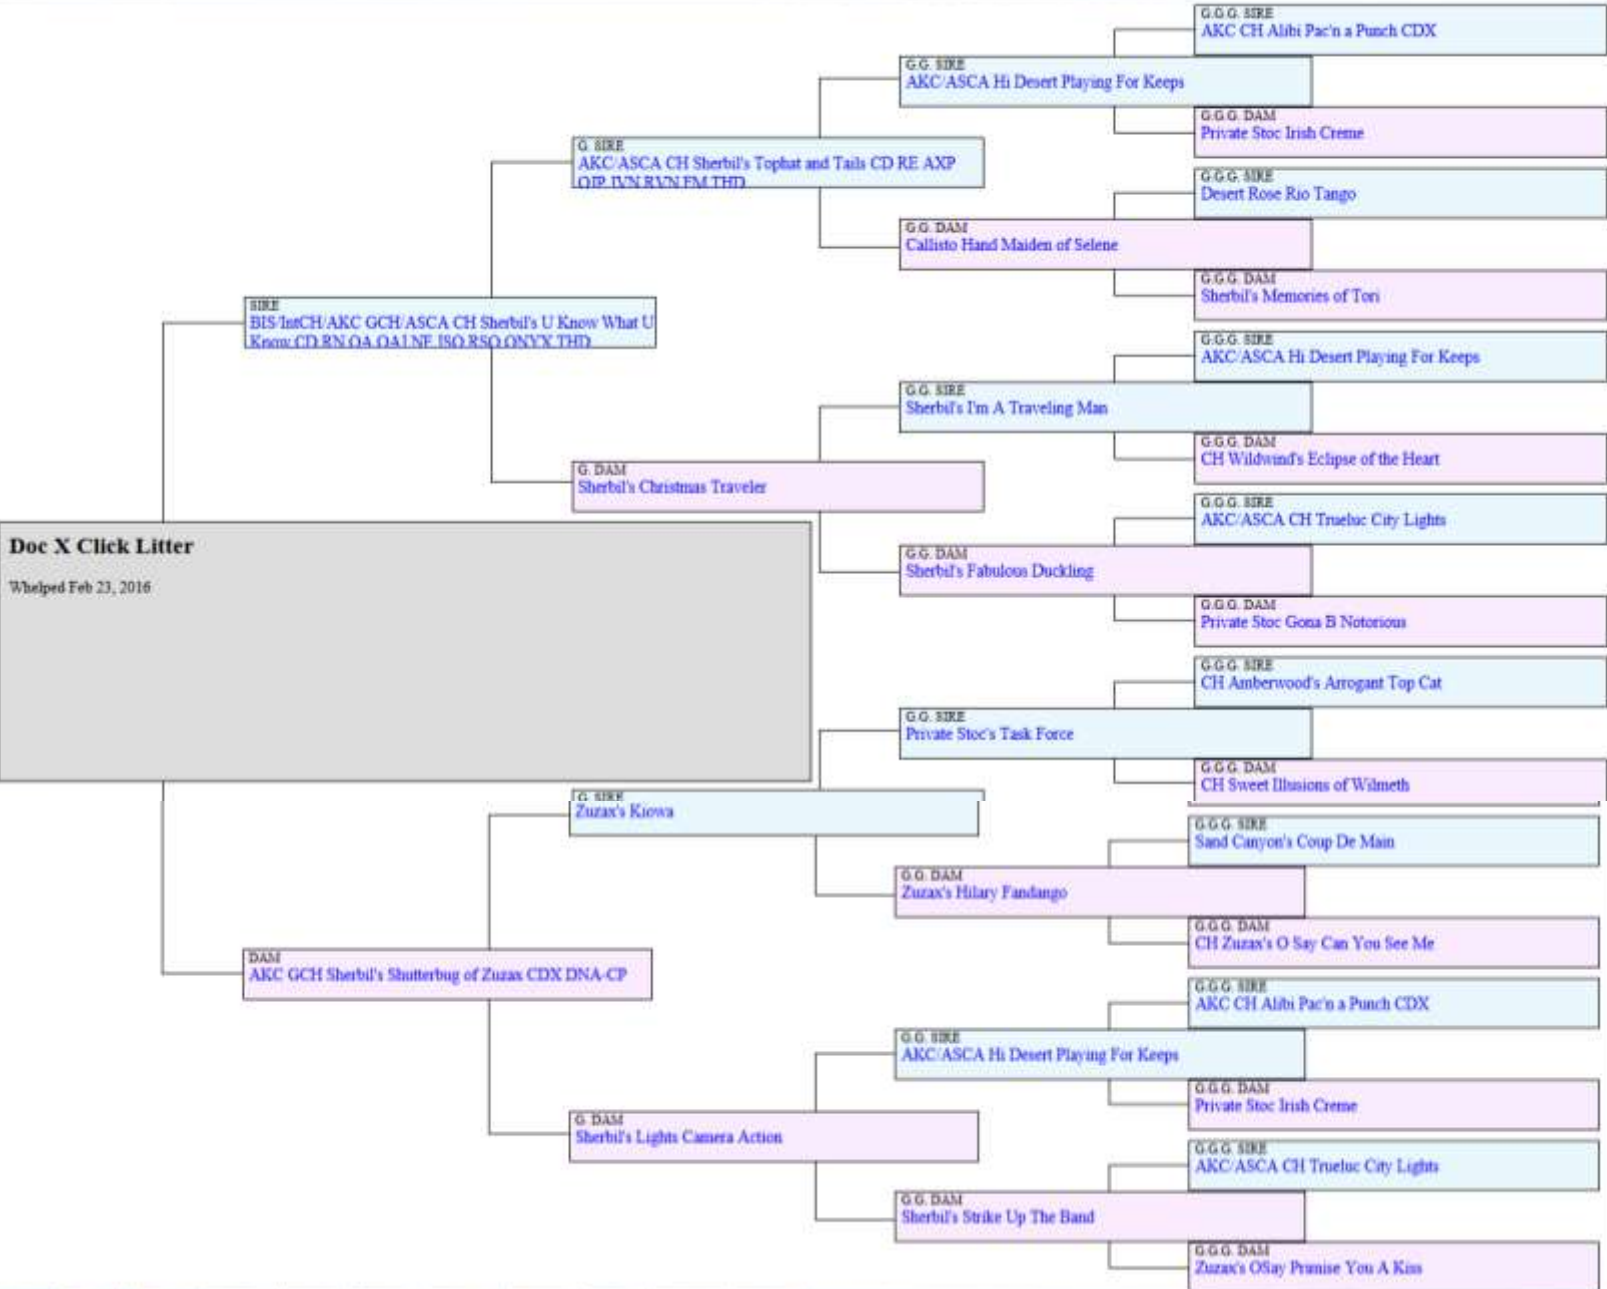 G.G.G. SIRE
AKC CH Alibi Pac'n a Punch CDX
G.G. SIRE
AKC/ASCA Hi Desert Playing For Keeps
G.G.G. DAM
Private Stoc Irish Creme
G. SIRE
AKC/ASCA CH Sherbil's Tophat and Tails CD RE AXP
OJP JVN RVN FM THD
G.G.G. SIRE
Desert Rose Rio Tango
G.G. DAM
Callisto Hand Maiden of Selene
G.G.G. DAM
Sherbil's Memories of Tori
SIRE
BIS/IntCH/AKC GCH/ASCA CH Sherbil's U Know What U
Know CD RN OA OAJ NF JSO RSO ONYX THD
G.G.G. SIRE
AKC/ASCA Hi Desert Playing For Keeps
G.G. SIRE
Sherbil's I'm A Traveling Man
G.G.G. DAM
CH Wildwind's Eclipse of the Heart
G. DAM
Sherbil's Christmas Traveler
G.G.G. SIRE
AKC/ASCA CH Trueluc City Lights
G.G. DAM
Sherbil's Fabulous Duckling
G.G.G. DAM
Private Stoc Gona B Notorious
Doc X Click Litter
Whelped Feb 23, 2016
G.G.G. SIRE
CH Amberwood's Arrogant Top Cat
G.G. SIRE
Private Stoc's Task Force
G.G.G. DAM
CH Sweet Illusions of Wilmeth
G. SIRE
Zuzax's Kiowa
G.G.G. SIRE
Sand Canyon's Coup De Main
G.G. DAM
Zuzax's Hilary Fandango
G.G.G. DAM
CH Zuzax's O Say Can You See Me
DAM
AKC GCH Sherbil's Shutterbug of Zuzax CDX DNA-CP
G.G.G. SIRE
AKC CH Alibi Pac'n a Punch CDX
G.G. SIRE
AKC/ASCA Hi Desert Playing For Keeps
G.G.G. DAM
Private Stoc Irish Creme
G. DAM
Sherbil's Lights Camera Action
G.G.G. SIRE
AKC/ASCA CH Trueluc City Lights
G.G. DAM
Sherbil's Strike Up The Band
G.G.G. DAM
Zuzax's OSay Pramise You A Kiss